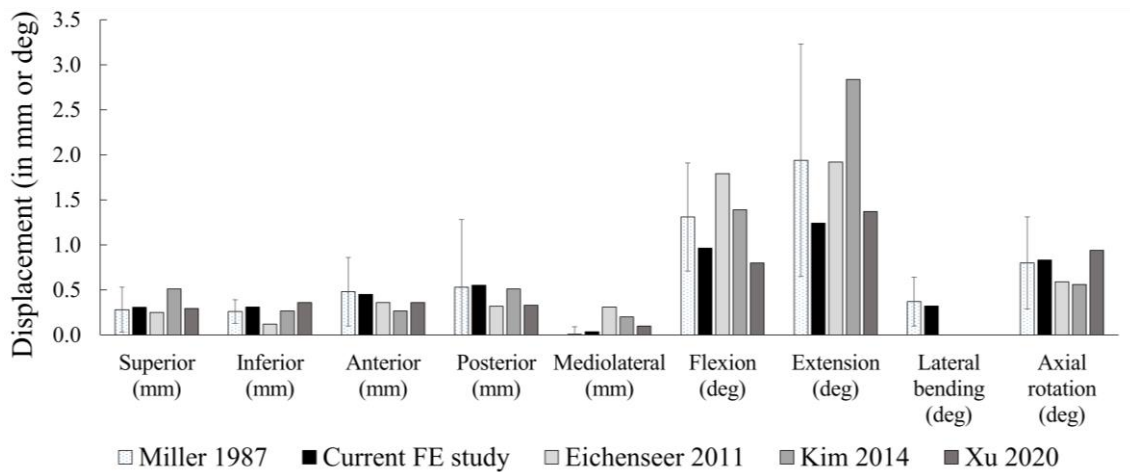 Displacement (in mm or deg)
3.5
3.0
2.5
2.0
1.5
1.0
0.5
0.0
Superior (mm)
Inferior (mm)
Anterior (mm)
Posterior (mm)
Mediolateral (mm)
Flexion (deg)
Extension (deg)
Lateral bending (deg)
Axial rotation (deg)
Miller 1987
Current FE study
Eichenseer 2011
Kim 2014
Xu 2020